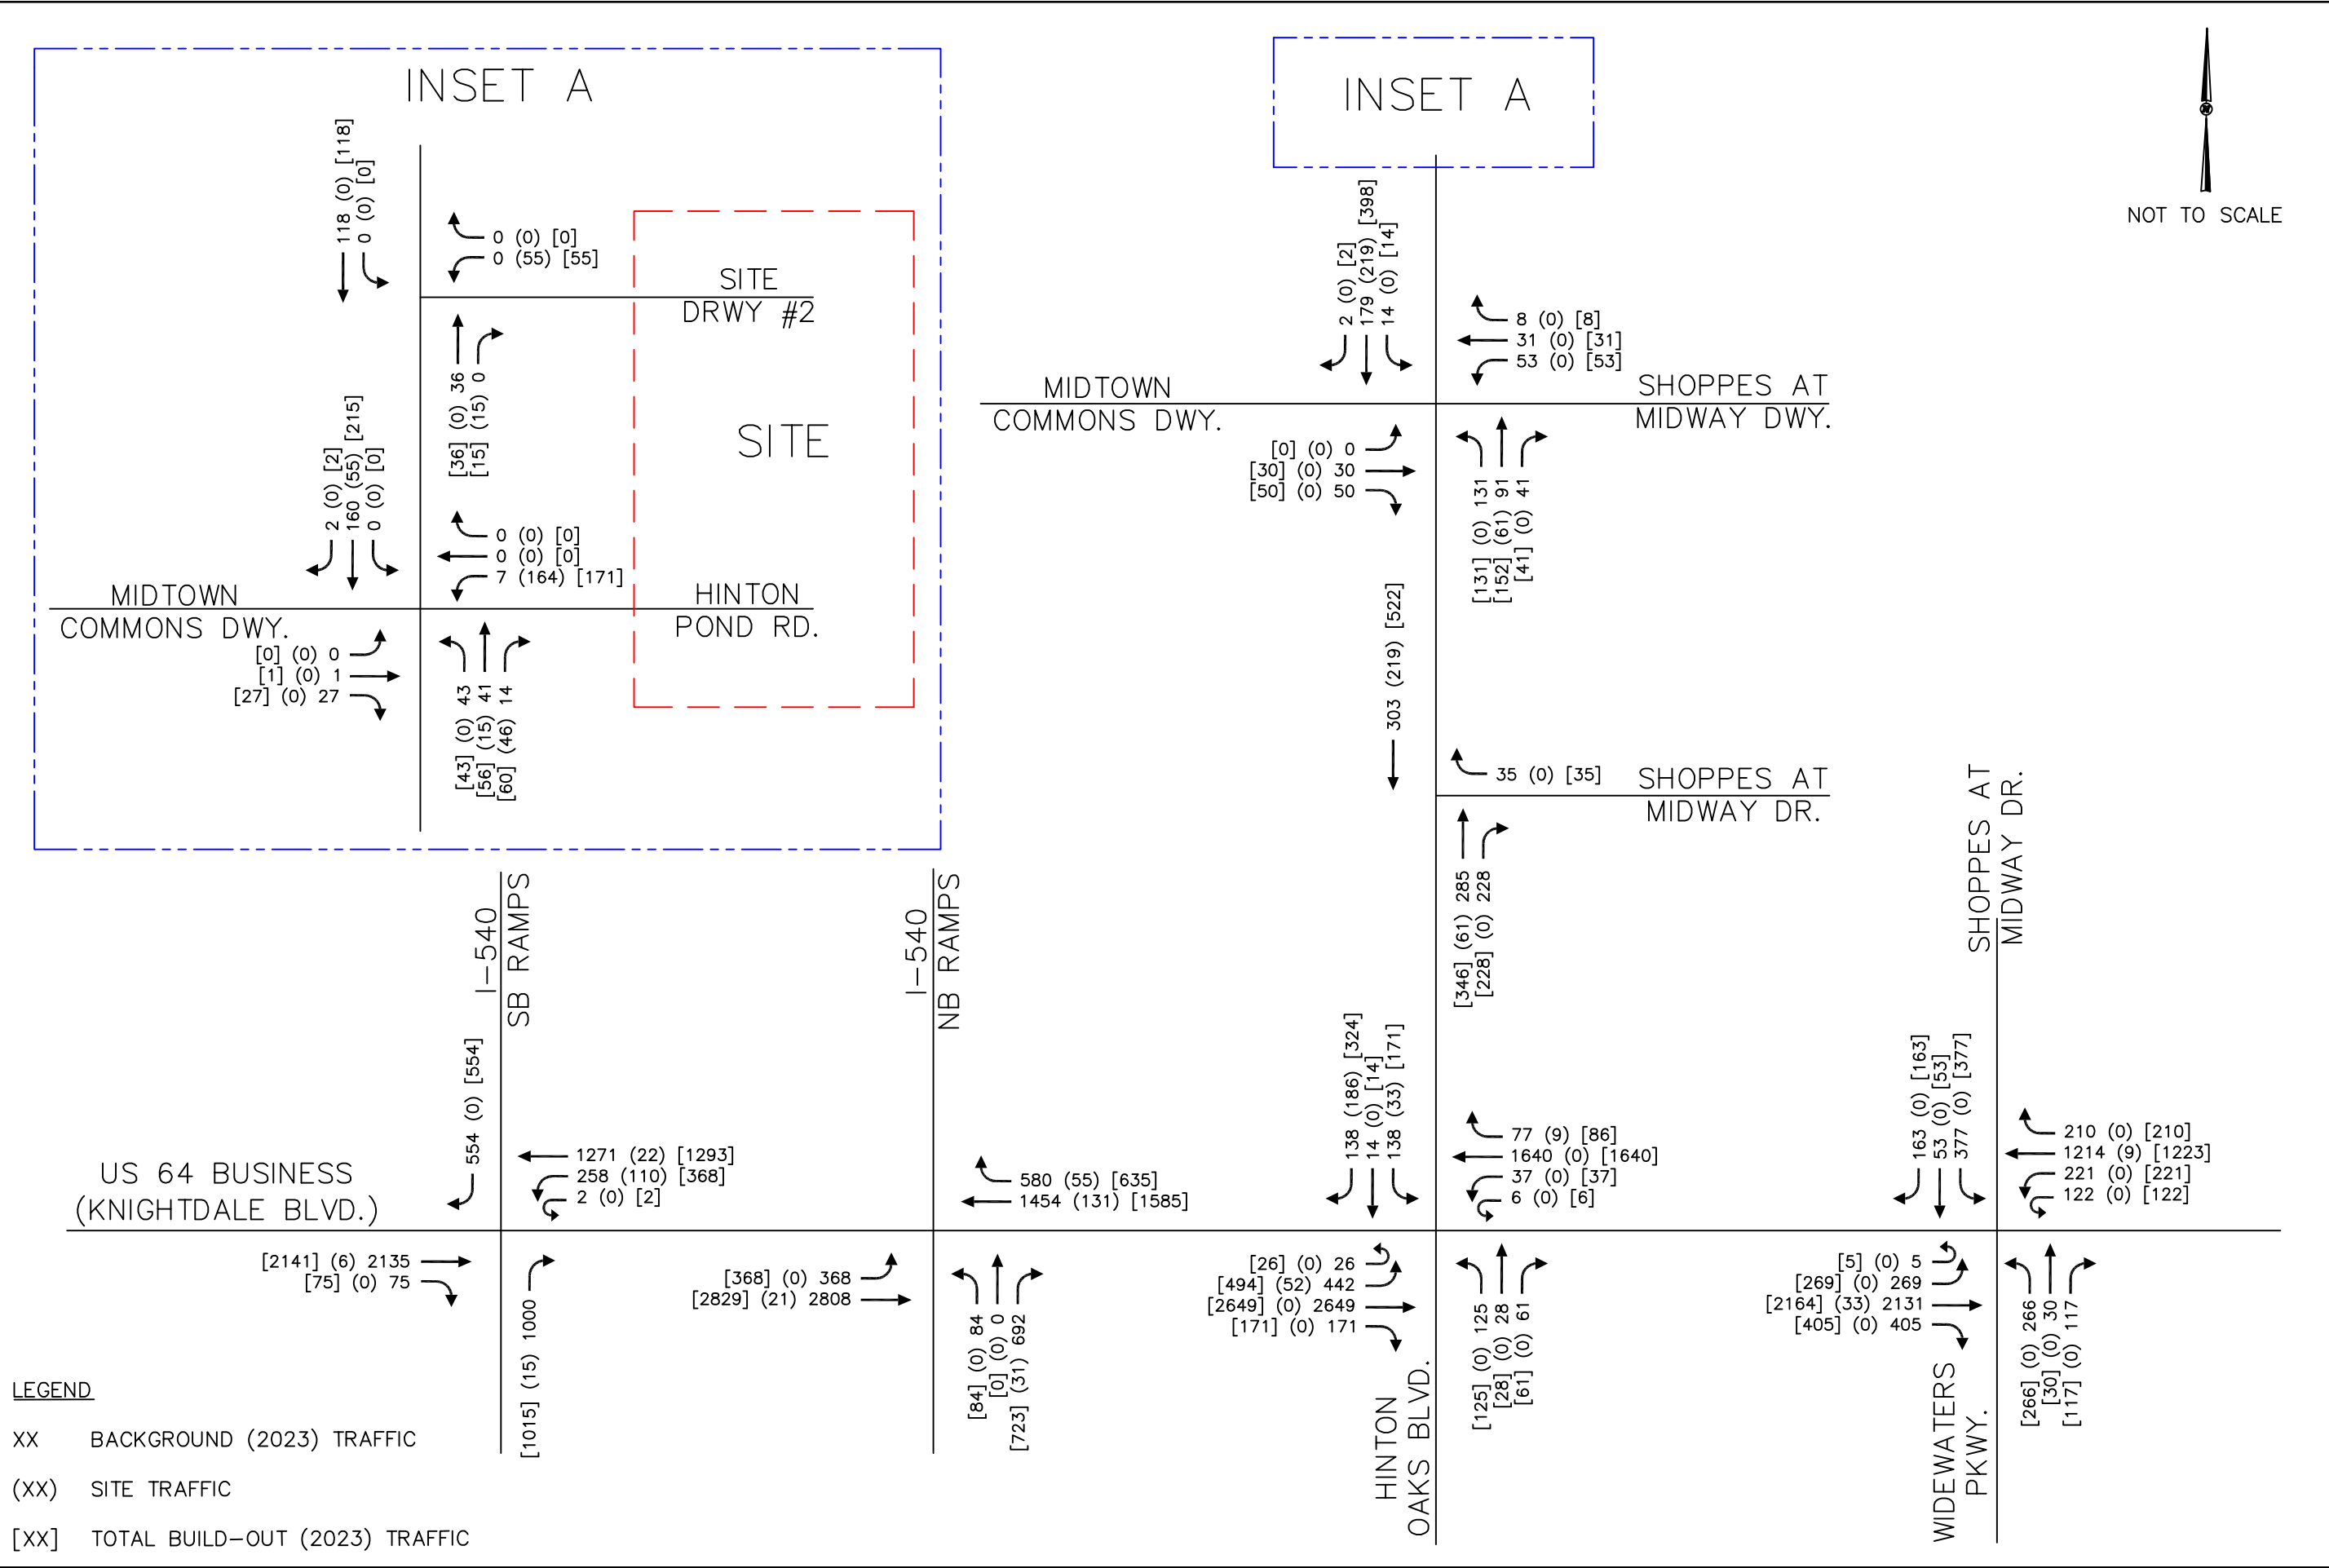 INSET A
118 (0) [118]
0 (0) [0]
0 (0) [0]
0 (55) [55]
SITE
DRWY #2
[36] (0) 36
[15] (15) 0
SITE
2 (0) [2]
160 (55) [215]
0 (0) [0]
0 (0) [0]
0 (0) [0]
7 (164) [171]
MIDTOWN
COMMONS DWY.
HINTON
POND RD.
[0] (0) 0
[1] (0) 1
[27] (0) 27
[43] (0) 43
[56] (15) 41
[60] (46) 14
INSET A
NOT TO SCALE
2 (0) [2]
179 (219) [398]
14 (0) [14]
8 (0) [8]
31 (0) [31]
53 (0) [53]
MIDTOWN
COMMONS DWY.
SHOPPES AT
MIDWAY DWY.
[0] (0) 0
[30] (0) 30
[50] (0) 50
[131] (0) 131
[152] (61) 91
[41] (0) 41
303 (219) [522]
35 (0) [35]
SHOPPES AT
MIDWAY DR.
[346] (61) 285
[228] (0) 228
I-540
SB RAMPS
554 (0) [554]
1271 (22) [1293]
258 (110) [368]
2 (0) [2]
US 64 BUSINESS
(KNIGHTDALE BLVD.)
[2141] (6) 2135
[75] (0) 75
[1015] (15) 1000
I-540
NB RAMPS
580 (55) [635]
1454 (131) [1585]
[368] (0) 368
[2829] (21) 2808
[84] (0) 84
[0] (0) 0
[723] (31) 692
138 (186) [324]
14 (0) [14]
138 (33) [171]
77 (9) [86]
1640 (0) [1640]
37 (0) [37]
6 (0) [6]
[26] (0) 26
[494] (52) 442
[2649] (0) 2649
[171] (0) 171
[125] (0) 125
[28] (0) 28
[61] (0) 61
HINTON
OAKS BLVD.
SHOPPES AT
MIDWAY DR.
163 (0) [163]
53 (0) [53]
377 (0) [377]
210 (0) [210]
1214 (9) [1223]
221 (0) [221]
122 (0) [122]
[5] (0) 5
[269] (0) 269
[2164] (33) 2131
[405] (0) 405
[266] (0) 266
[30] (0) 30
[117] (0) 117
WIDEWATERS
PKWY.
LEGEND
XX BACKGROUND (2023) TRAFFIC
(XX) SITE TRAFFIC
[XX] TOTAL BUILD-OUT (2023) TRAFFIC